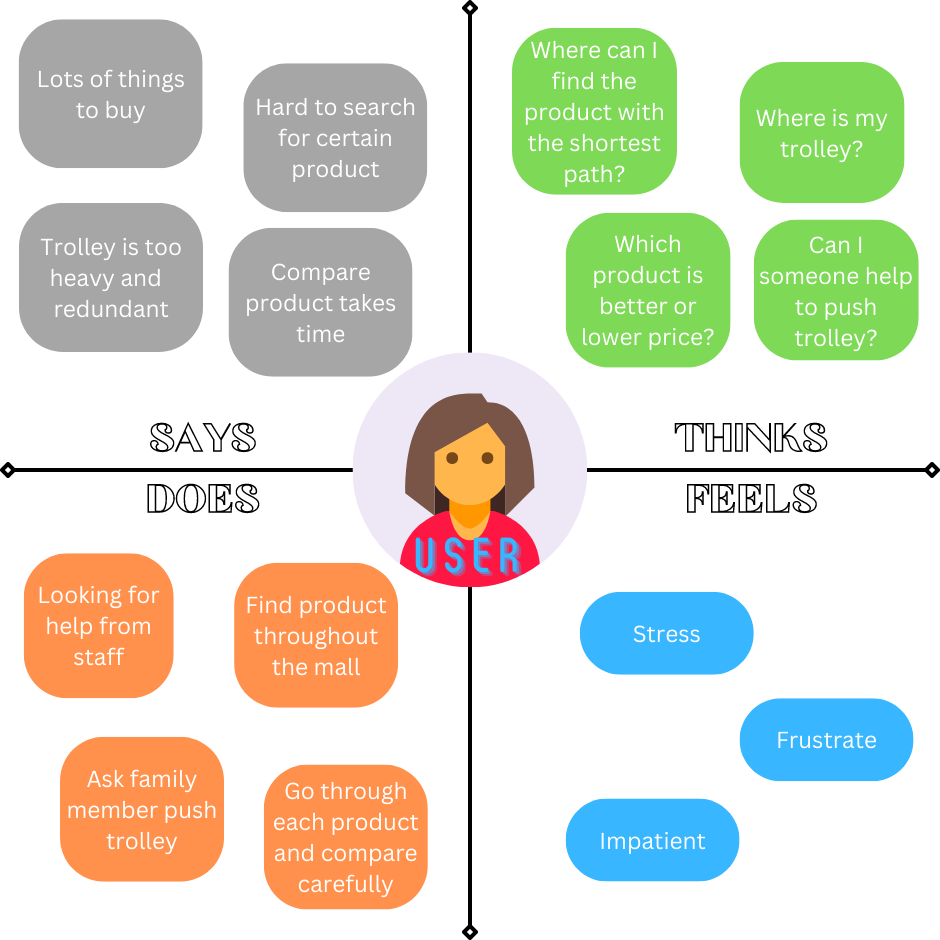 Lots of things
to buy
Hard to search
for certain
product
Trolley is too
heavy and
redundant
Compare
product takes
time
Where can I
find the
product with
the shortest
path?
Where is my
trolley?
Which
product is
better or
lower price?
Can I
someone help
to push
trolley?
SAYS
THINKS
DOES
FEELS
USER
Looking for
help from
staff
Find product
throughout
the mall
Ask family
member push
trolley
Go through
each product
and compare
carefully
Stress
Frustrate
Impatient